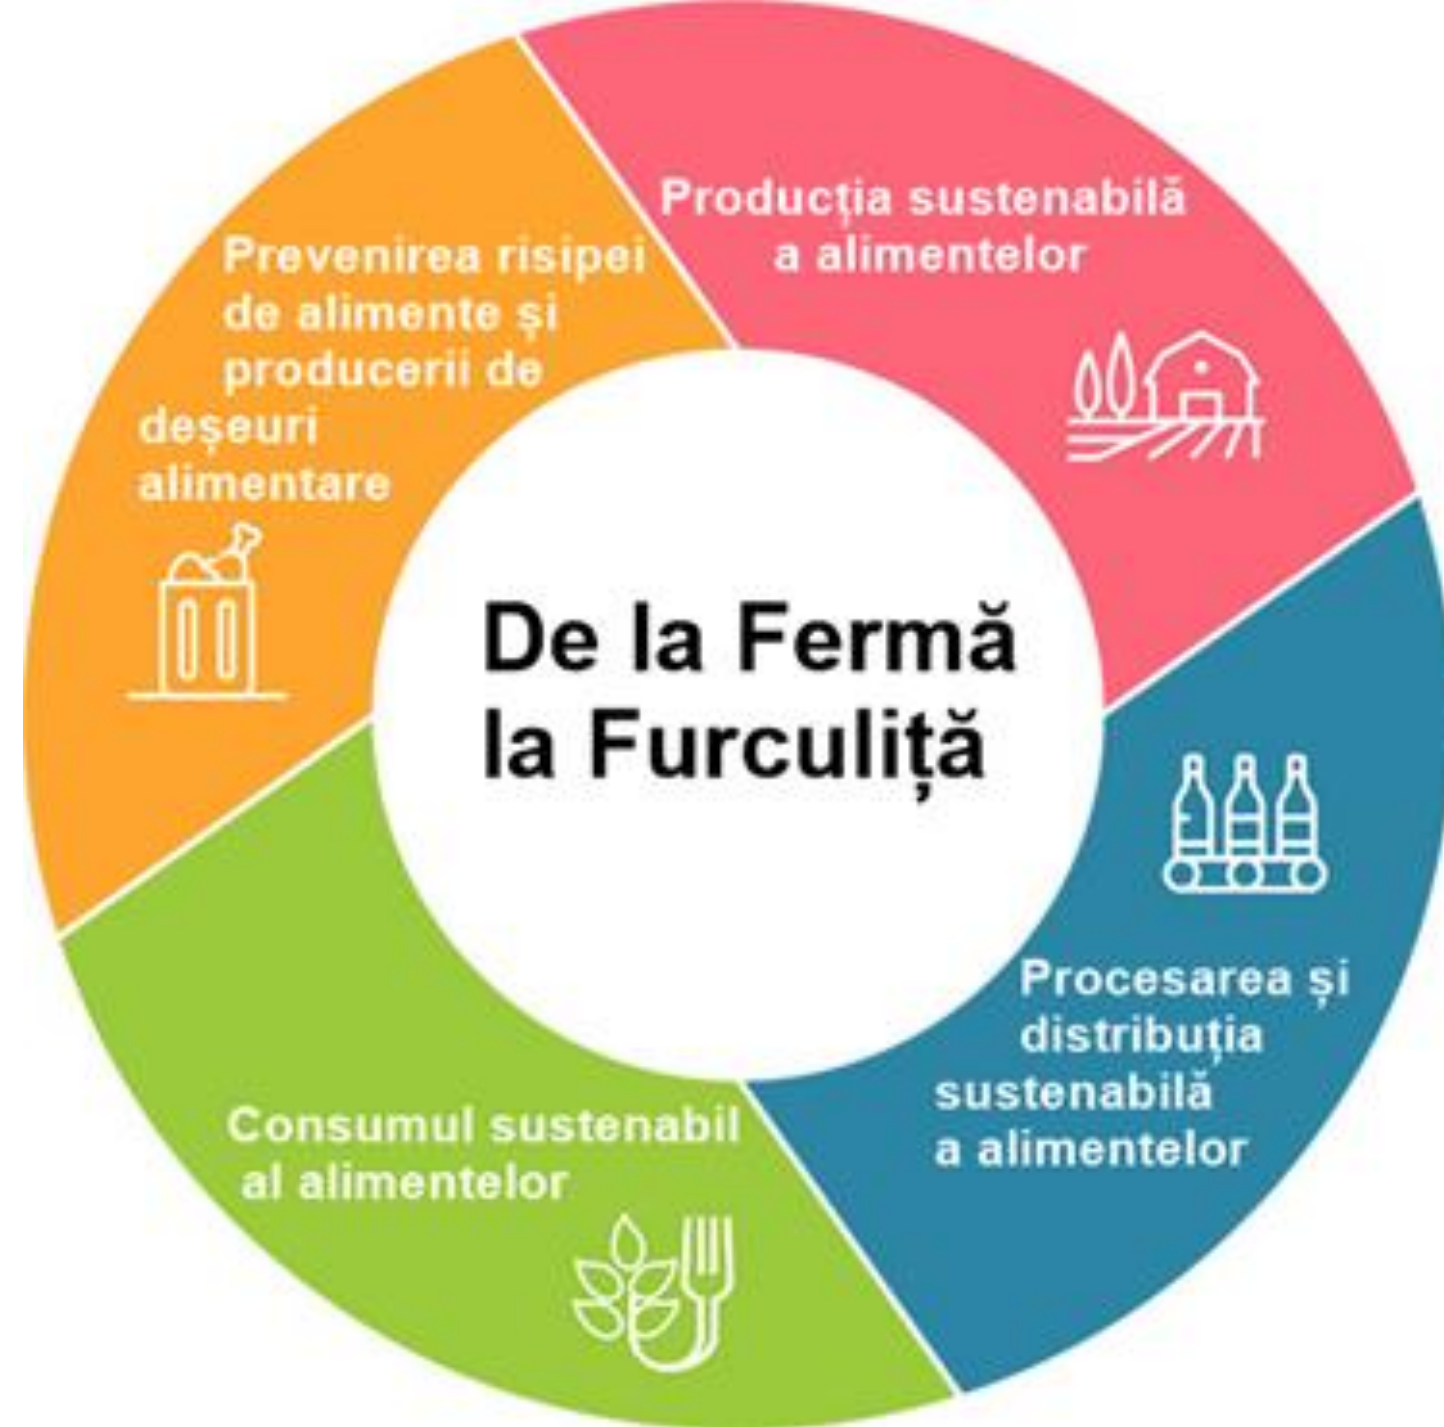 Producția sustenabilă
a alimentelor
Prevenirea risipei
de alimente și
producerii de
deșeuri
alimentare
De la Fermă
la Furculiță
Procesarea și
distribuția
sustenabilă
a alimentelor
Consumul sustenabil
al alimentelor